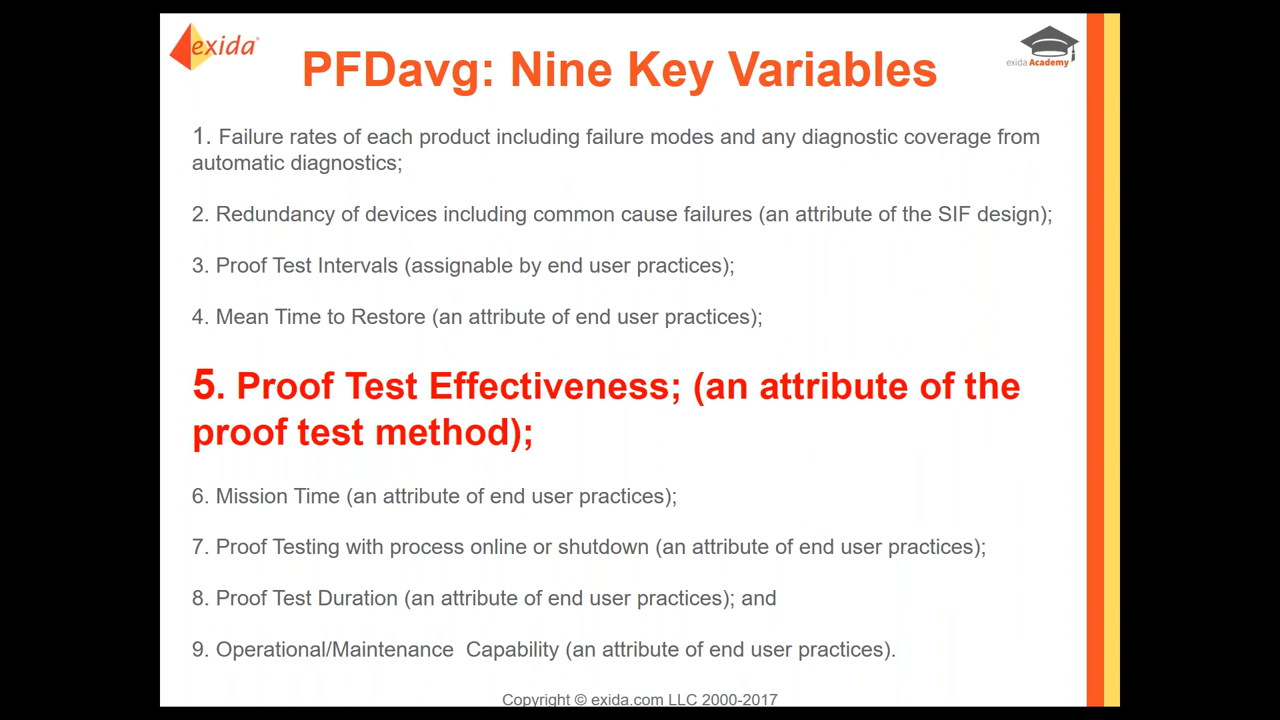 exida
exida Academy
PFDavg: Nine Key Variables
1. Failure rates of each product including failure modes and any diagnostic coverage from
automatic diagnostics;
2. Redundancy of devices including common cause failures (an attribute of the SIF design);
3. Proof Test Intervals (assignable by end user practices);
4. Mean Time to Restore (an attribute of end user practices);
5. Proof Test Effectiveness; (an attribute of the
proof test method);
6. Mission Time (an attribute of end user practices);
7. Proof Testing with process online or shutdown (an attribute of end user practices);
8. Proof Test Duration (an attribute of end user practices); and
9. Operational/Maintenance  Capability (an attribute of end user practices).
Copyright © exida.com LLC 2000-2017